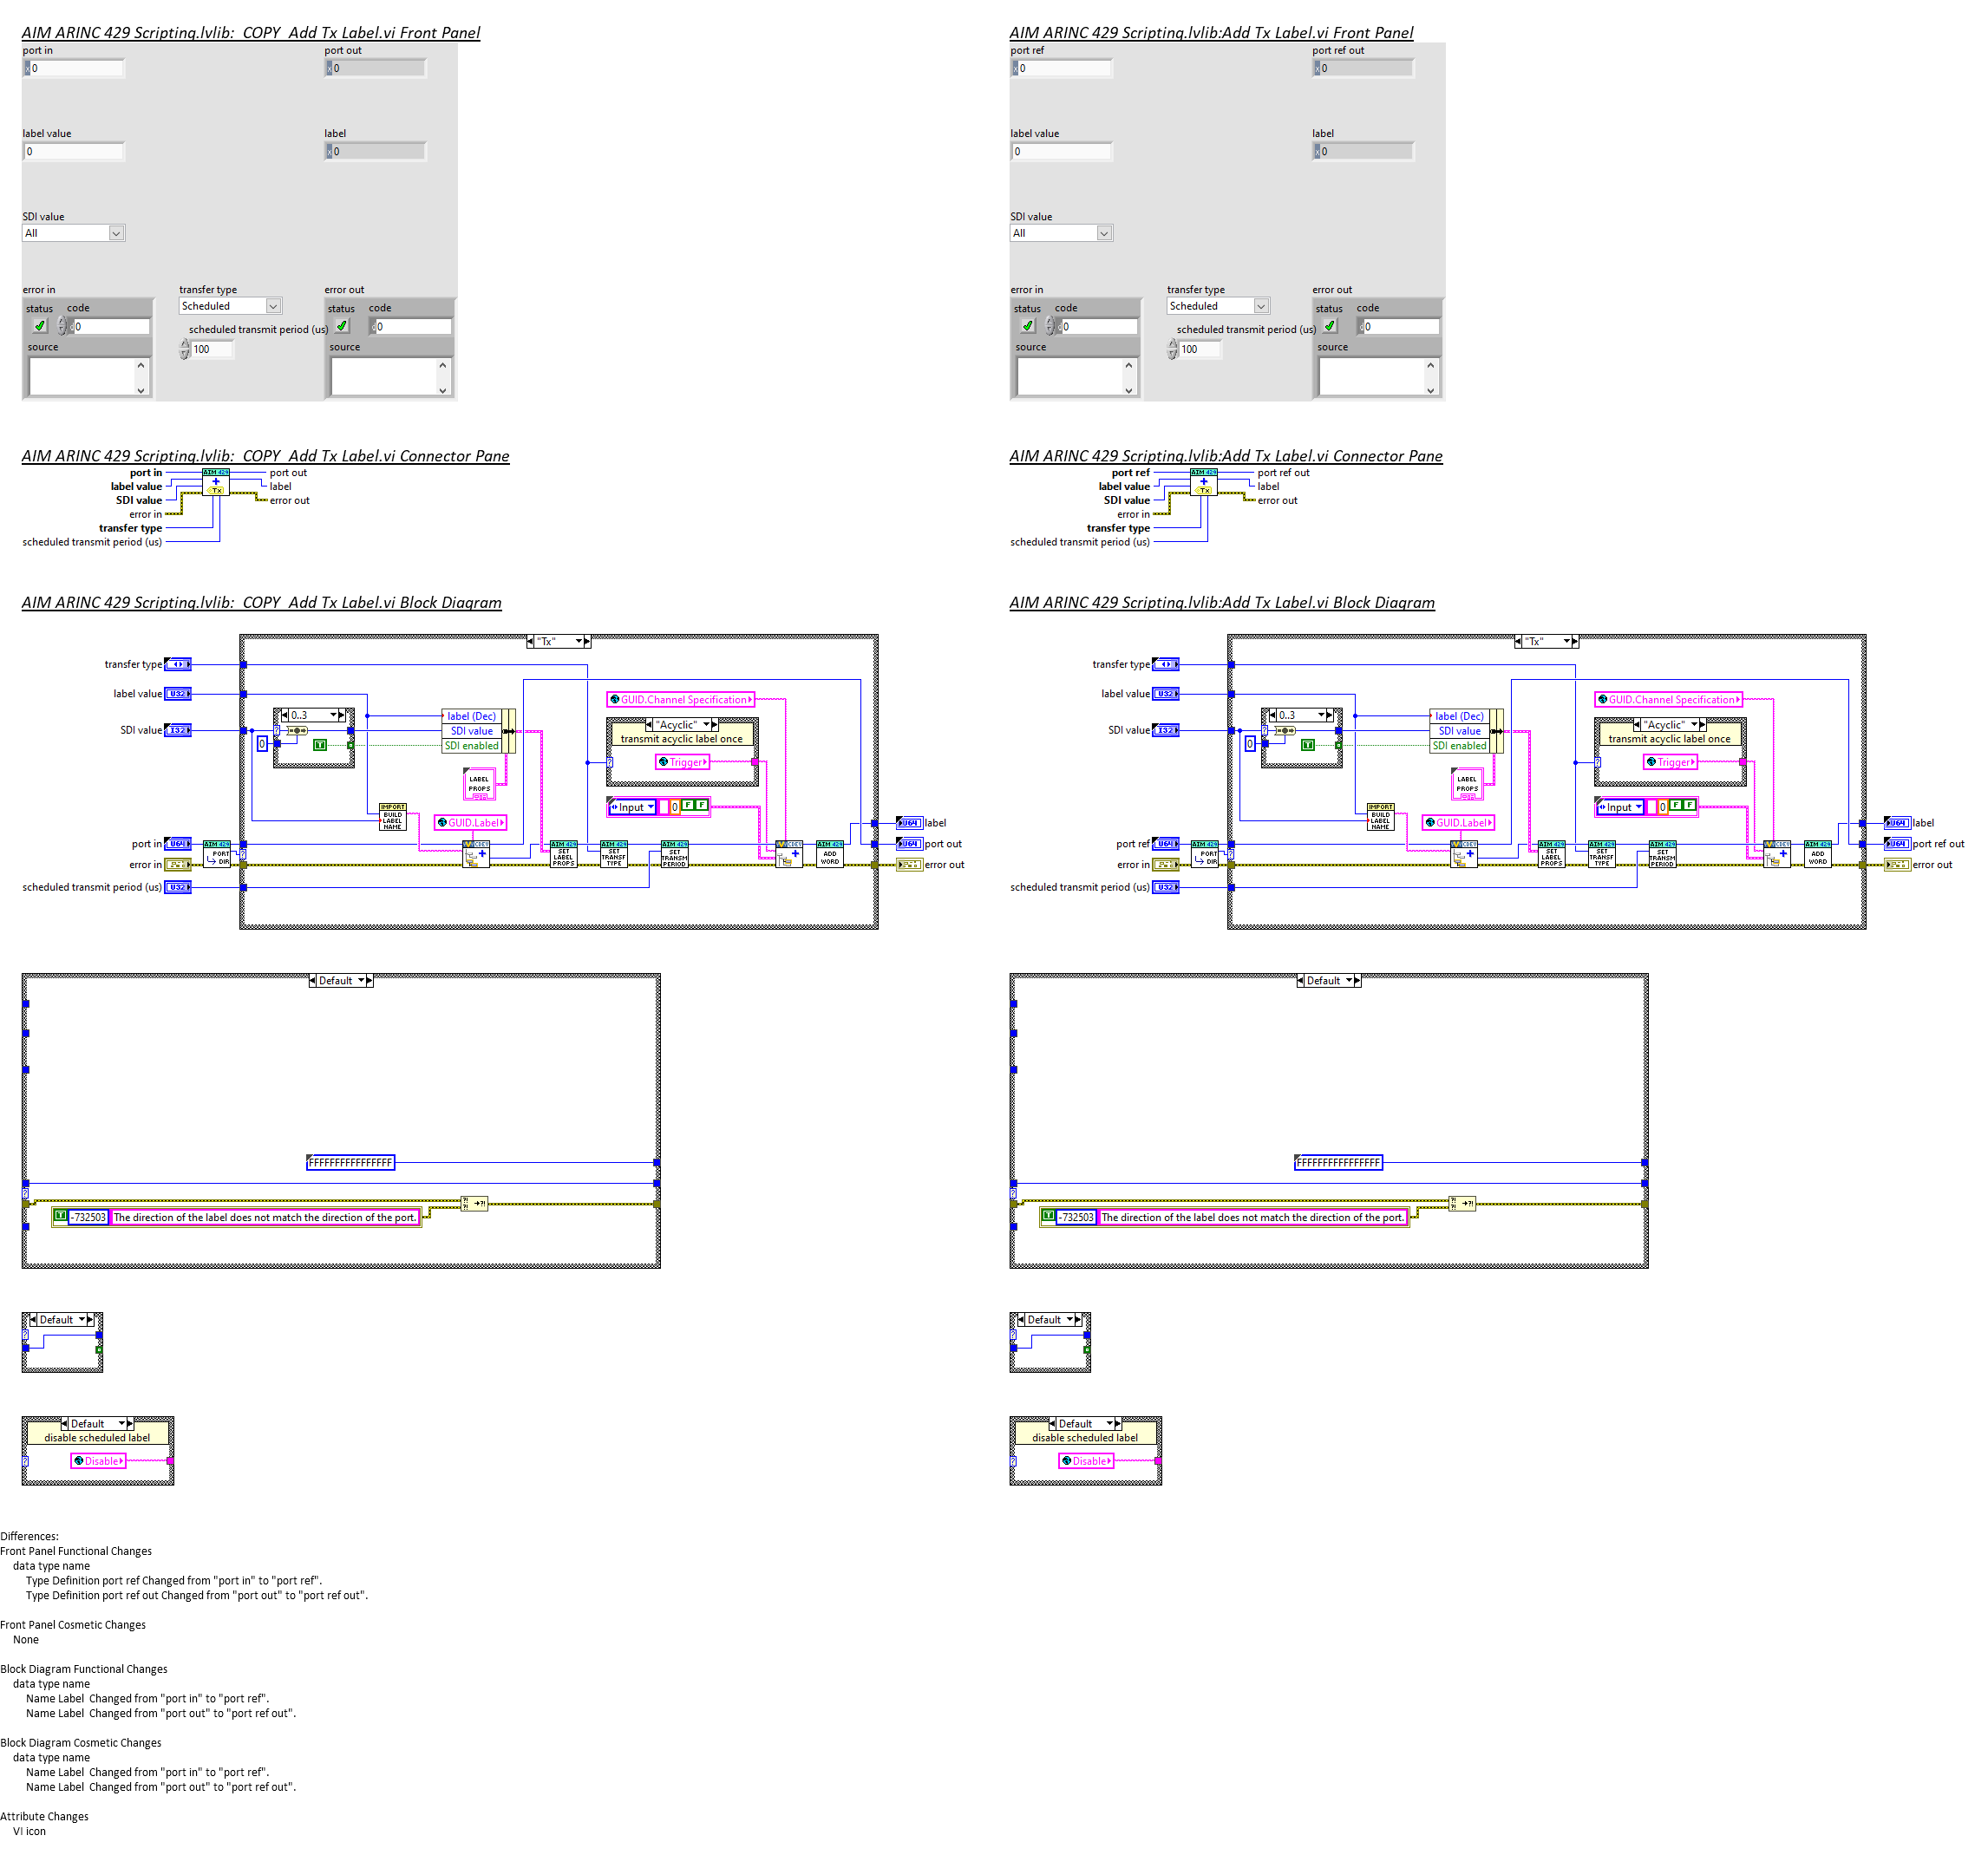 AIM ARINC 429 Scripting.lvlib:  COPY  Add Tx Label.vi Front Panel
port in
port out
0
0
label value
label
0
0
SDI value
All
error in
transfer type
error out
status
code
Scheduled
status
code
0
scheduled transmit period (us)
0
source
100
source
AIM ARINC 429 Scripting.lvlib:Add Tx Label.vi Front Panel
port ref
port ref out
0
0
label value
label
0
0
SDI value
All
error in
transfer type
error out
status
code
Scheduled
status
code
0
scheduled transmit period (us)
0
source
100
source
AIM ARINC 429 Scripting.lvlib:  COPY  Add Tx Label.vi Connector Pane
port in
AIM 429
port out
label value
label
SDI value
Tx
error out
error in
transfer type
scheduled transmit period (us)
AIM ARINC 429 Scripting.lvlib:Add Tx Label.vi Connector Pane
port ref
AIM 429
port ref out
label value
label
SDI value
Tx
error out
error in
transfer type
scheduled transmit period (us)
AIM ARINC 429 Scripting.lvlib:  COPY  Add Tx Label.vi Block Diagram
"Tx"
transfer type
label value
U32
GUID.Channel Specification
0..3
label (Dec)
"Acyclic"
SDI value
I32
SDI value
transmit acyclic label once
0
T
SDI enabled
Trigger
LABEL
PROPS
Input
0
F
F
IMPORT
BUILD
LABEL
NAME
GUID.Label
U64
label
port in
U64
AIM 429
PORT
DIR
AIM 429
SET
LABEL
PROPS
AIM 429
SET
TRANSF
TYPE
AIM 429
SET
TRANSM
PERIOD
AIM 429
ADD
WORD
U64
port out
error in
error out
scheduled transmit period (us)
U32
AIM ARINC 429 Scripting.lvlib:Add Tx Label.vi Block Diagram
"Tx"
transfer type
label value
U32
GUID.Channel Specification
0..3
label (Dec)
"Acyclic"
SDI value
I32
SDI value
transmit acyclic label once
0
T
SDI enabled
Trigger
LABEL
PROPS
Input
0
F
F
IMPORT
BUILD
LABEL
NAME
GUID.Label
U64
label
port ref
U64
AIM 429
PORT
DIR
AIM 429
SET
LABEL
PROPS
AIM 429
SET
TRANSF
TYPE
AIM 429
SET
TRANSM
PERIOD
AIM 429
ADD
WORD
U64
port ref out
error in
error out
scheduled transmit period (us)
U32
Default
FFFFFFFFFFFFFFFF
T
-732503
The direction of the label does not match the direction of the port.
Default
FFFFFFFFFFFFFFFF
T
-732503
The direction of the label does not match the direction of the port.
Default
Default
Default
disable scheduled label
Disable
Default
disable scheduled label
Disable
Differences:
Front Panel Functional Changes
data type name
Type Definition port ref Changed from "port in" to "port ref".
Type Definition port ref out Changed from "port out" to "port ref out".
Front Panel Cosmetic Changes
None
Block Diagram Functional Changes
data type name
Name Label  Changed from "port in" to "port ref".
Name Label  Changed from "port out" to "port ref out".
Block Diagram Cosmetic Changes
data type name
Name Label  Changed from "port in" to "port ref".
Name Label  Changed from "port out" to "port ref out".
Attribute Changes
VI icon